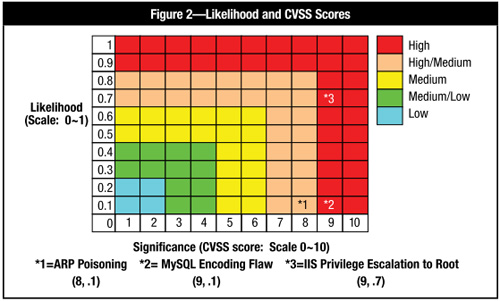 Figure 2—Likelihood and CVSS Scores
1
0.9
0.8
0.7
0.6
0.5
0.4
0.3
0.2
0.1
0
Likelihood
(Scale: 0~1)
*3
*1
*2
1 2 3 4 5 6 7 8 9 10
High
High/Medium
Medium
Medium/Low
Low
Significance (CVSS score: Scale 0~10)
*1=ARP Poisoning *2= MySQL Encoding Flaw *3=IIS Privilege Escalation to Root
(8, .1) (9, .1) (9, .7)